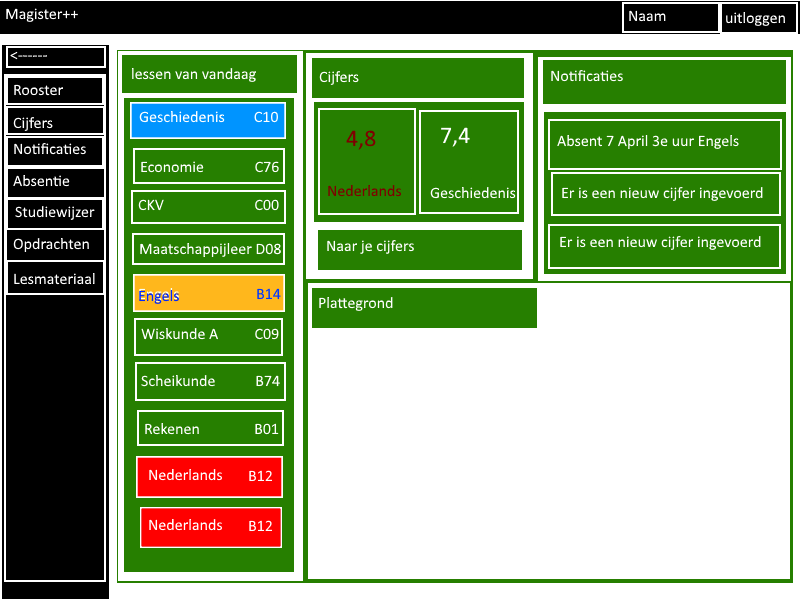 Magister++
Naam
uitloggen
<------
Rooster
Cijfers
Notificaties
Absentie
Studiewijzer
Opdrachten
Lesmateriaal
lessen van vandaag
Geschiedenis C10
Economie C76
CKV C00
Maatschappijleer D08
Engels B14
Wiskunde A C09
Scheikunde B74
Rekenen B01
Nederlands B12
Nederlands B12
Cijfers
4,8
Nederlands
7,4
Geschiedenis
Naar je cijfers
Notificaties
Absent 7 April 3e uur Engels
Er is een nieuw cijfer ingevoerd
Er is een nieuw cijfer ingevoerd
Plattegrond